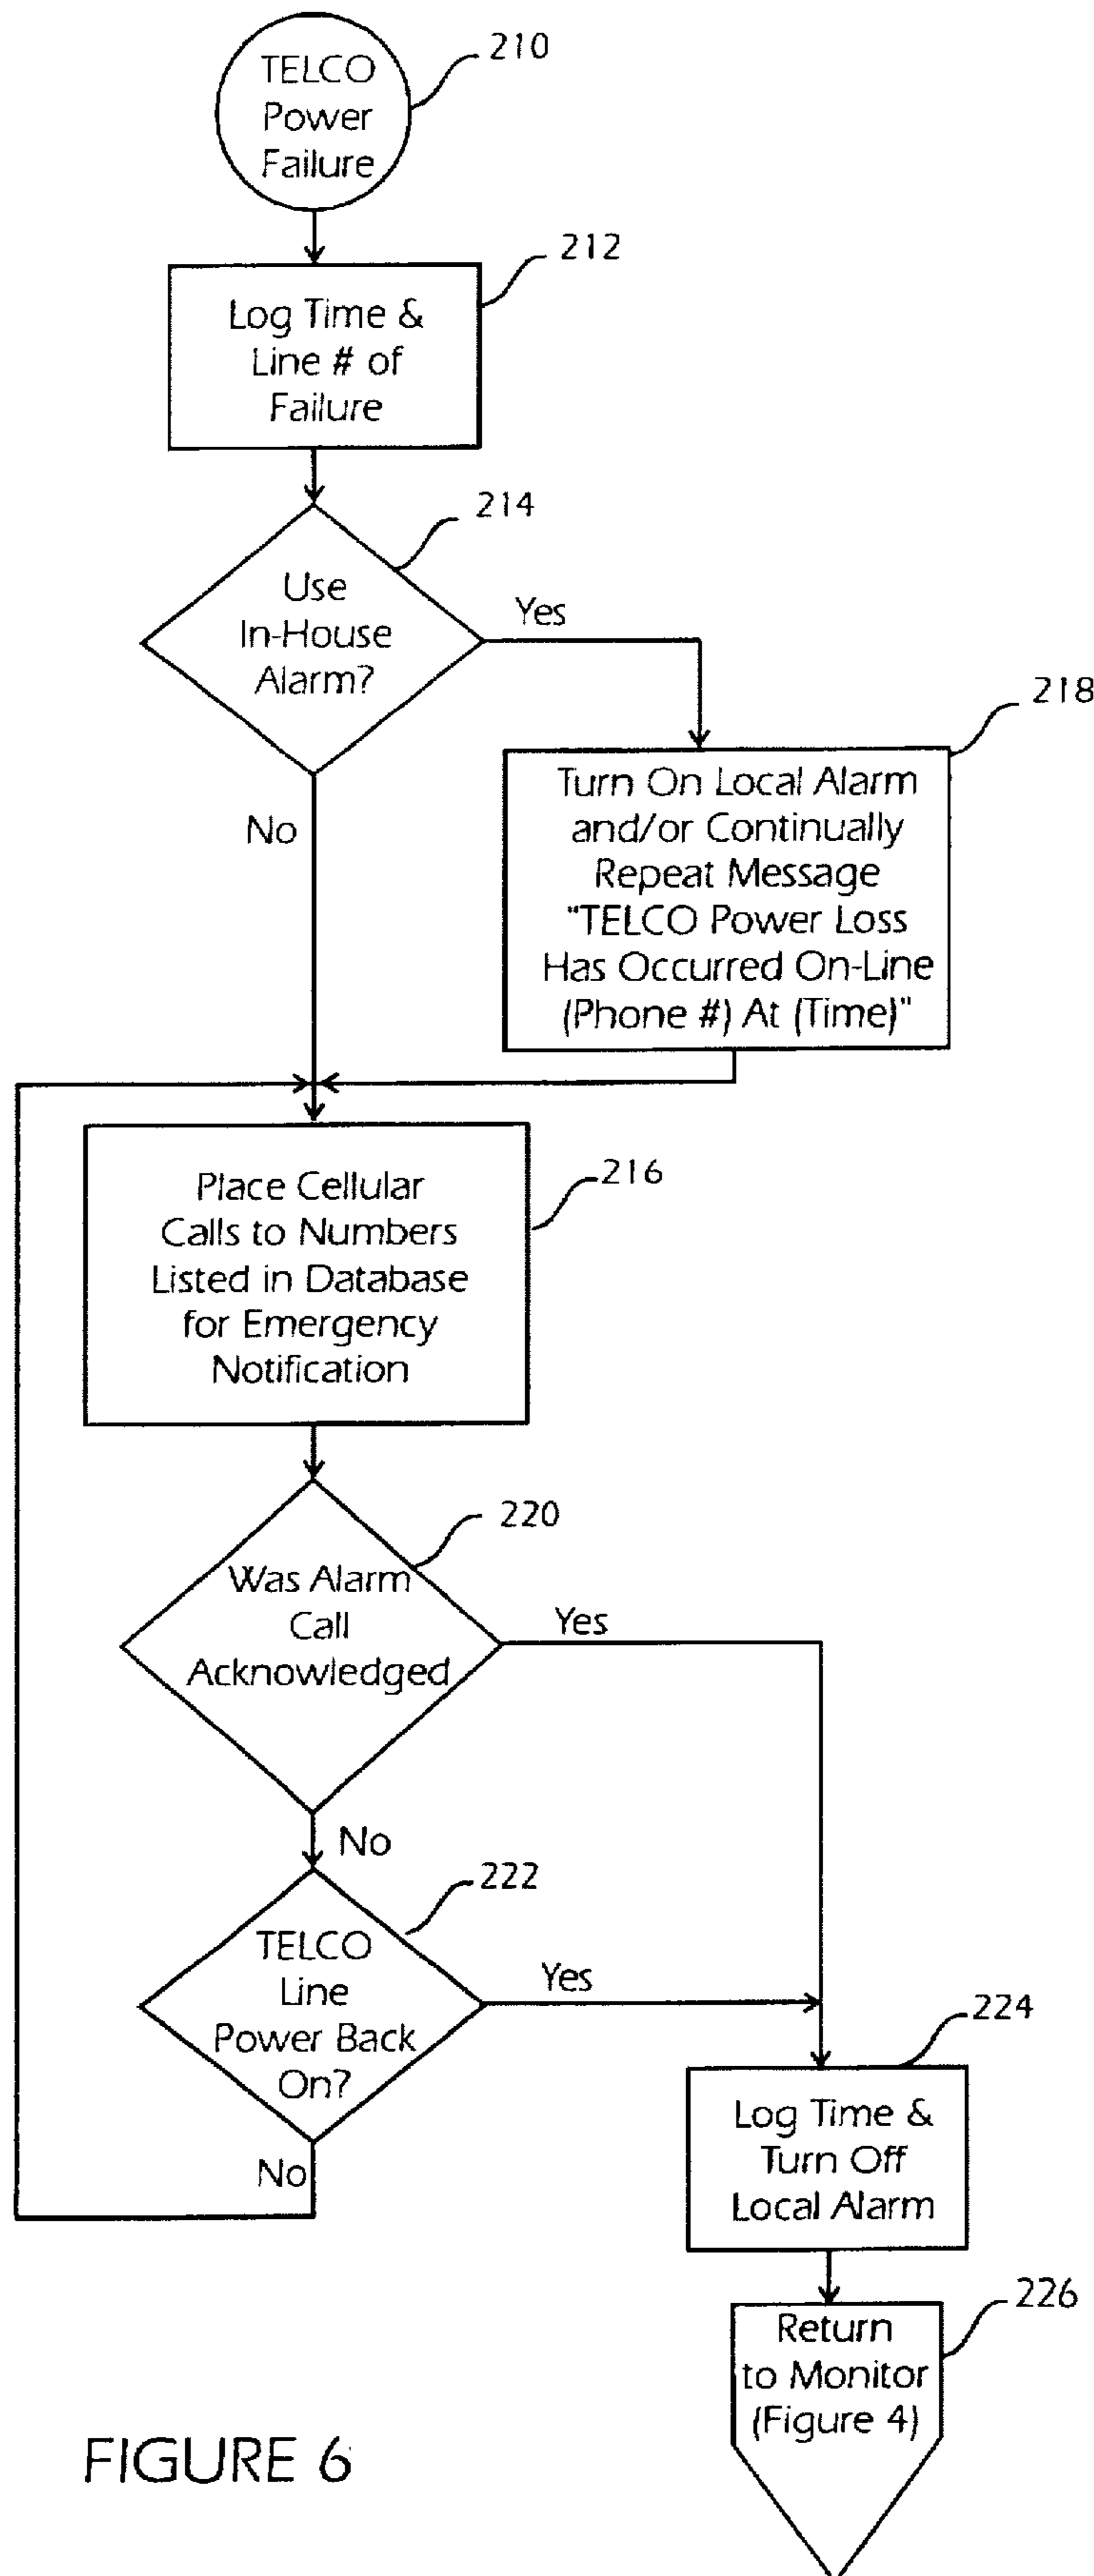 210
TELCO
Power
Failure
212
Log Time &
Line # of
Failure
214
Use
In-House
Alarm?
Yes
218
Turn On Local Alarm
and/or Continually
Repeat Message
"TELCO Power Loss
Has Occurred On-Line
(Phone #) At (Time)"
No
216
Place Cellular
Calls to Numbers
Listed in Database
for Emergency
Notification
220
Was Alarm
Call
Acknowledged
Yes
No
222
TELCO
Line
Power Back
On?
Yes
No
224
Log Time &
Turn Off
Local Alarm
226
Return
to Monitor
(Figure 4)
FIGURE 6